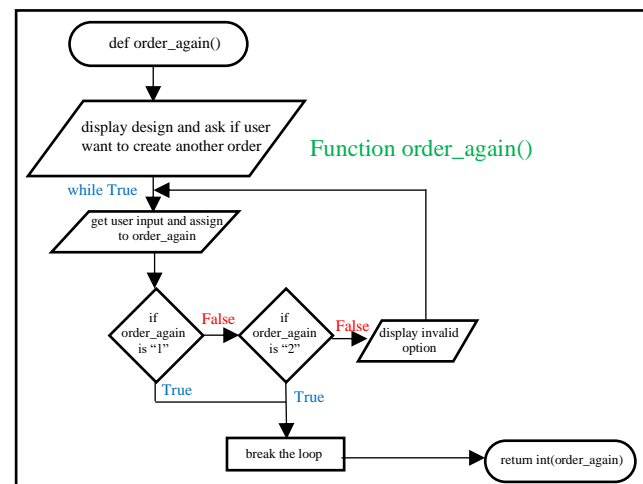 def order_again()
display design and ask if user
want to create another order
Function order_again()
while True
get user input and assign
to order_again
if
order_again
is “1”
False
if
order_again
is “2”
False
display invalid
option
True
True
break the loop
return int(order_again)